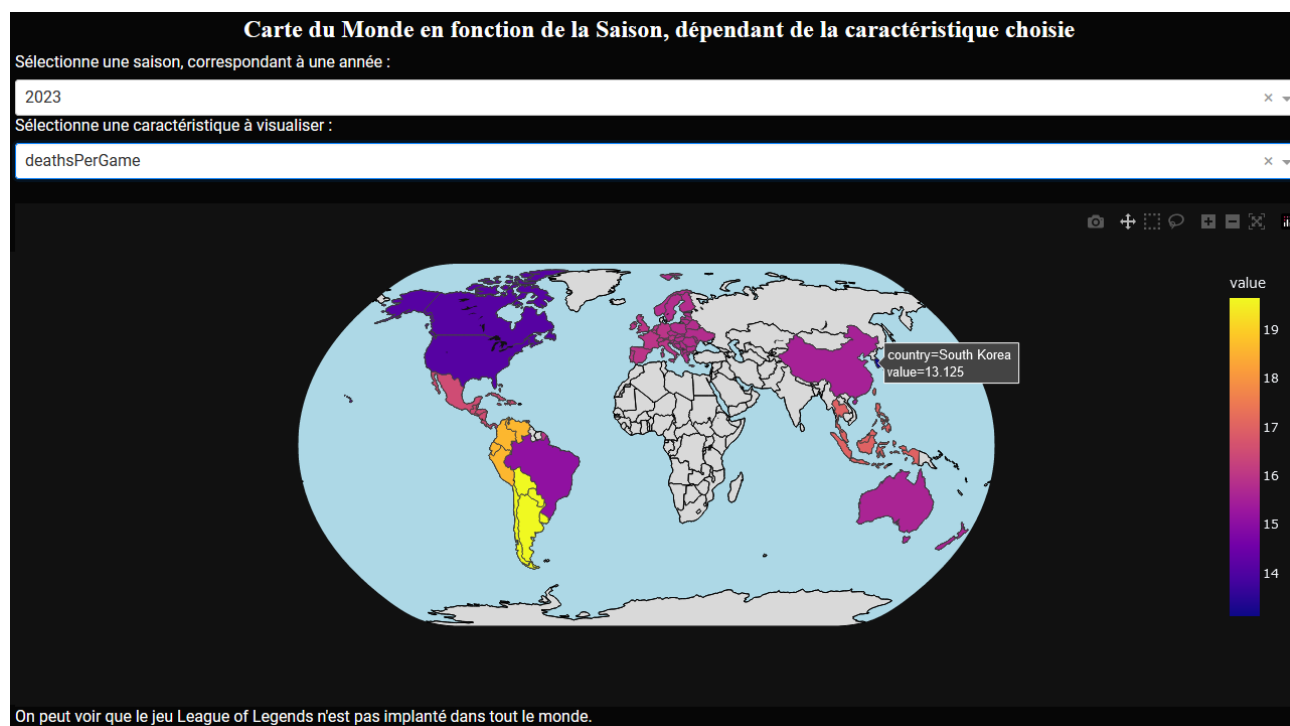 Carte du Monde en fonction de la Saison, dépendant de la caractéristique choisie
Sélectionne une saison, correspondant à une année :
2023
Sélectionne une caractéristique à visualiser :
deathsPerGame
value
country=South Korea
value=13.125
19
18
17
16
15
14
On peut voir que le jeu League of Legends n'est pas implanté dans tout le monde.